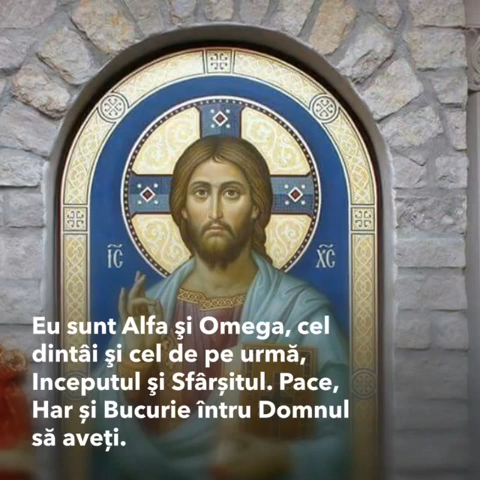 IC
XC
Eu sunt Alfa şi Omega, cel
dintâi şi cel de pe urmă,
Inceputul şi Sfârșitul. Pace,
Har și Bucurie întru Domnul
să aveți.